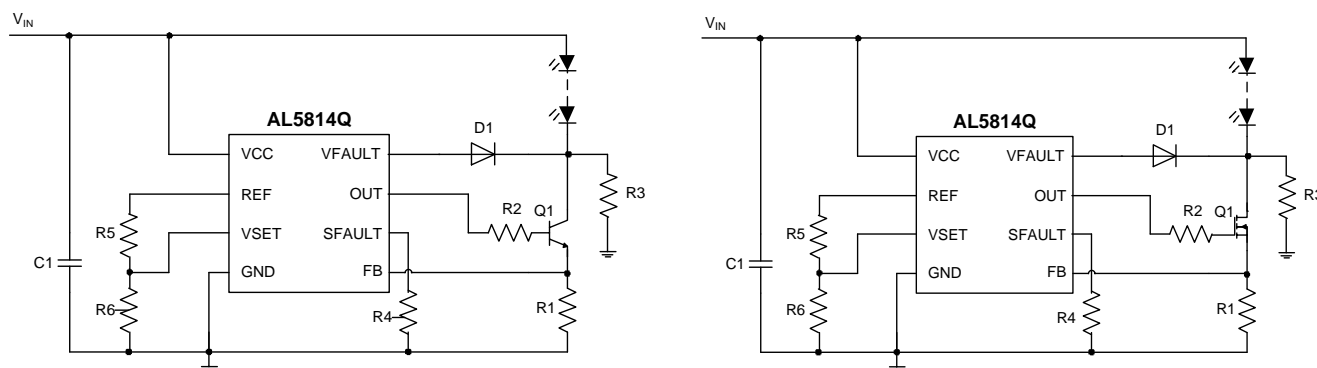 VIN
AL5814Q
D1
VCC
VFAULT
REF
OUT
R3
R2
Q1
R5
VSET
SFAULT
C1
GND
FB
R6
R4
R1
VIN
AL5814Q
D1
VCC
VFAULT
REF
OUT
R3
R2
Q1
R5
VSET
SFAULT
C1
GND
FB
R6
R4
R1